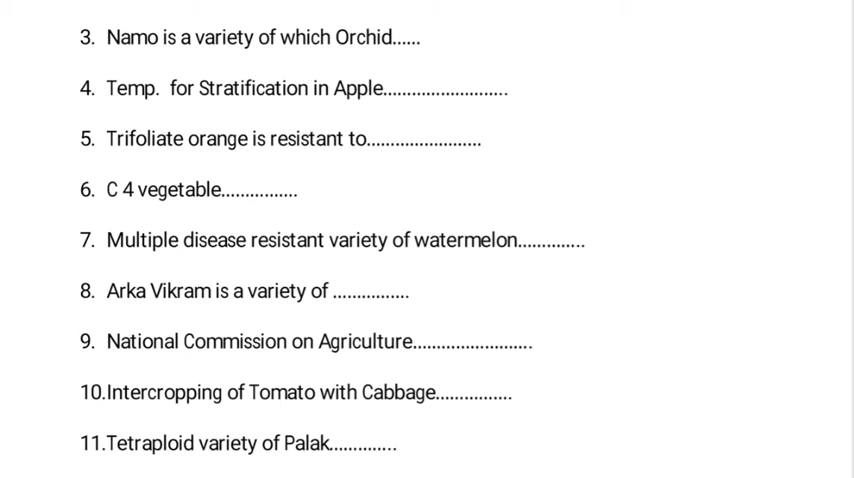 3. Namo is a variety of which Orchid......
4. Temp. for Stratification in Apple..........................
5. Trifoliate orange is resistant to........................
6. C 4 vegetable................
7. Multiple disease resistant variety of watermelon..............
8. Arka Vikram is a variety of ................
9. National Commission on Agriculture.........................
10.Intercropping of Tomato with Cabbage................
11.Tetraploid variety of Palak..............